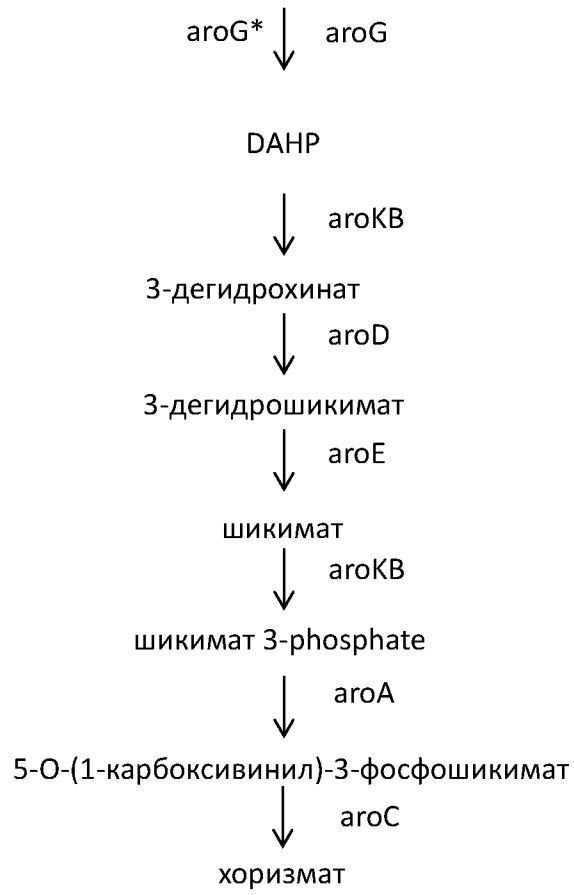 aroG* aroG
DAHP
aroKB
3-дегидрохинат
aroD
3-дегидрошикимат
aroE
шикимат
aroKB
шикимат 3-phosphate
aroA
5-O-(1-карбоксивинил)-3-фосфошикимат
aroC
хоризмат